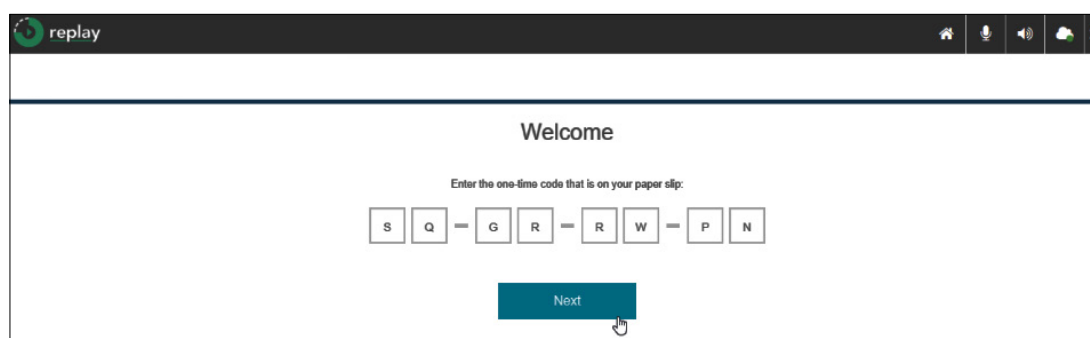 replay
Welcome
Enter the one-time code that is on your paper slip:
S Q - G R - R W - P N
Next